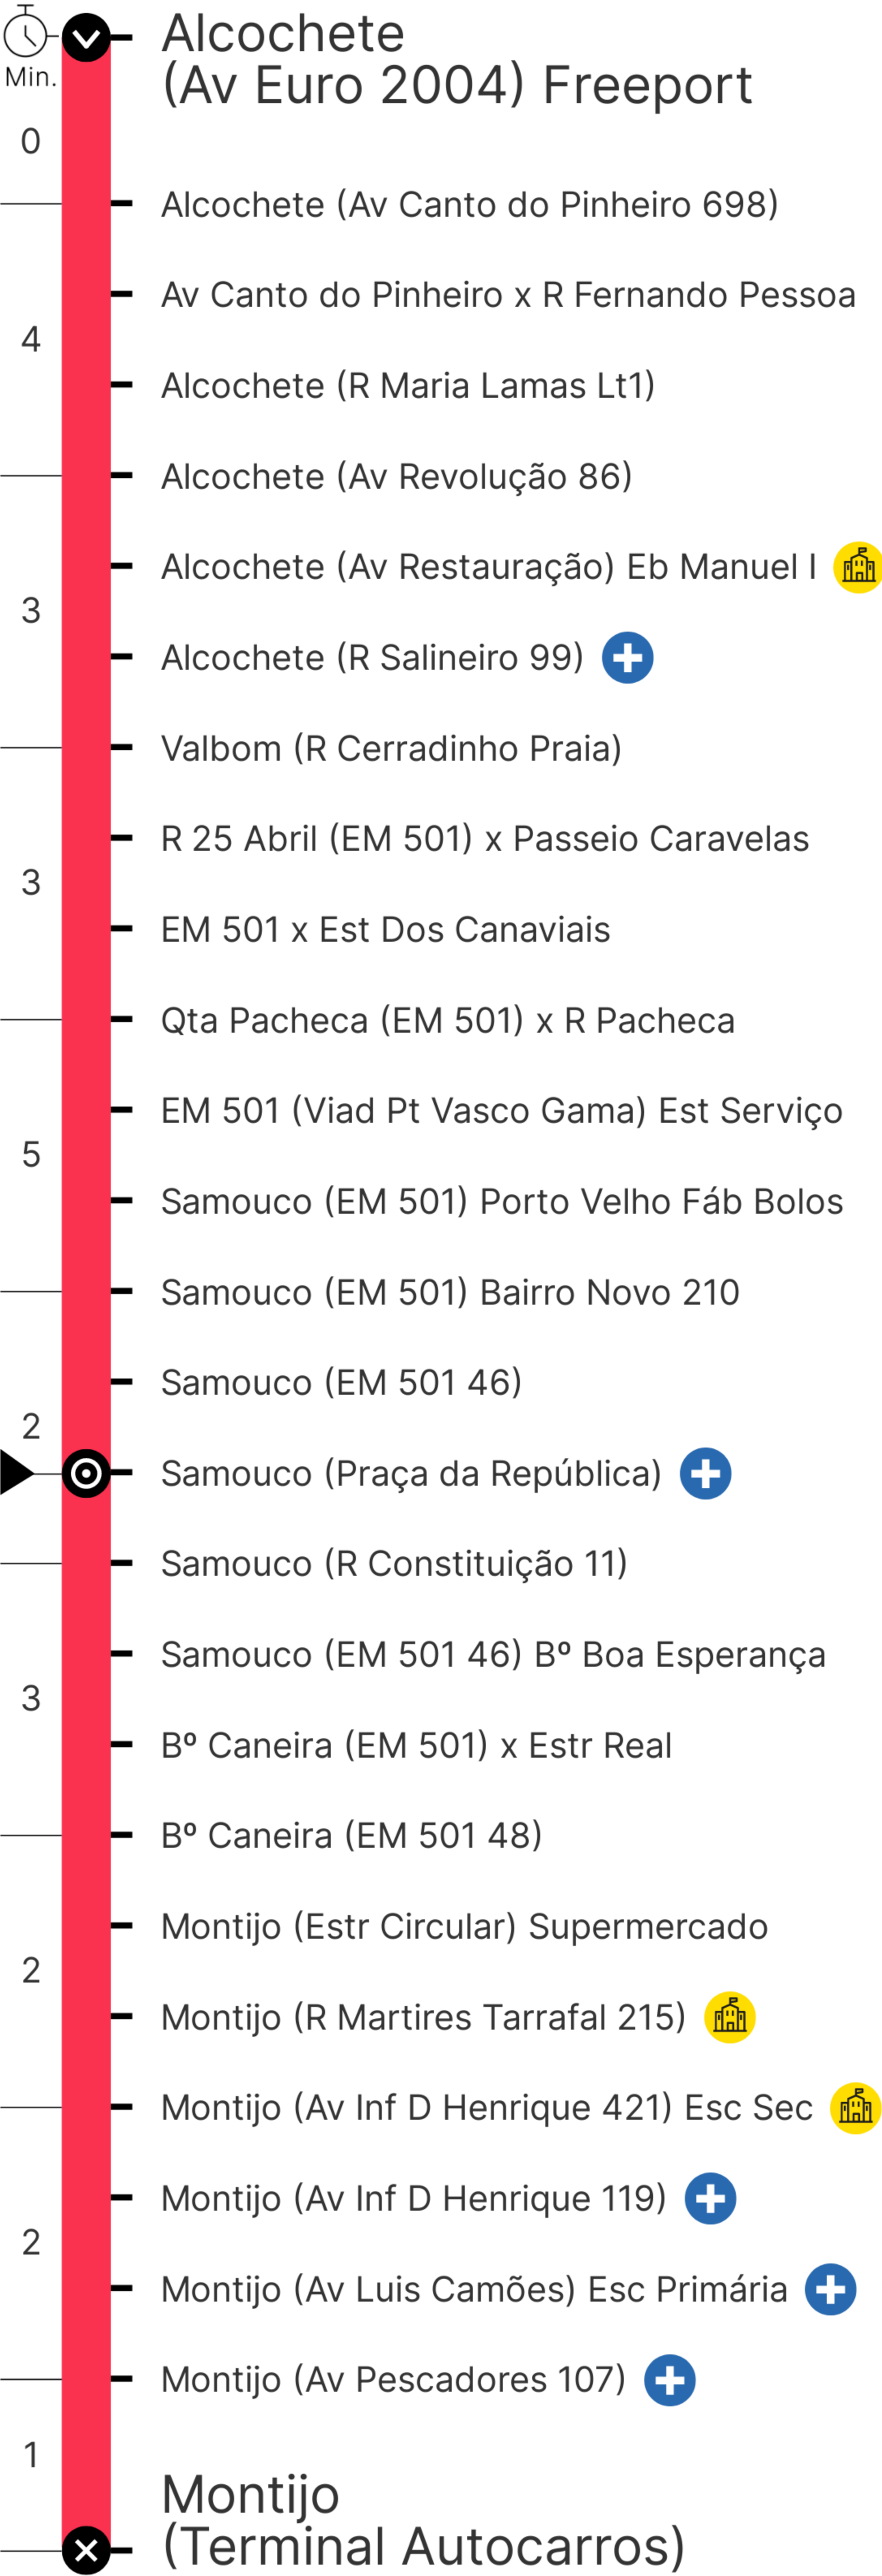 Alcochete
(Av Euro 2004) Freeport
Min.
0
Alcochete (Av Canto do Pinheiro 698)
Av Canto do Pinheiro x R Fernando Pessoa
4
Alcochete (R Maria Lamas Lt1)
Alcochete (Av Revolução 86)
Alcochete (Av Restauração) Eb Manuel I
3
Alcochete (R Salineiro 99)
Valbom (R Cerradinho Praia)
R 25 Abril (EM 501) x Passeio Caravelas
3
EM 501 x Est Dos Canaviais
Qta Pacheca (EM 501) x R Pacheca
EM 501 (Viad Pt Vasco Gama) Est Serviço
5
Samouco (EM 501) Porto Velho Fáb Bolos
Samouco (EM 501) Bairro Novo 210
Samouco (EM 501 46)
2
Samouco (Praça da República)
Samouco (R Constituição 11)
Samouco (EM 501 46) Bº Boa Esperança
3
Bº Caneira (EM 501) x Estr Real
Bº Caneira (EM 501 48)
Montijo (Estr Circular) Supermercado
2
Montijo (R Martires Tarrafal 215)
Montijo (Av Inf D Henrique 421) Esc Sec
Montijo (Av Inf D Henrique 119)
2
Montijo (Av Luis Camões) Esc Primária
Montijo (Av Pescadores 107)
1
Montijo
(Terminal Autocarros)